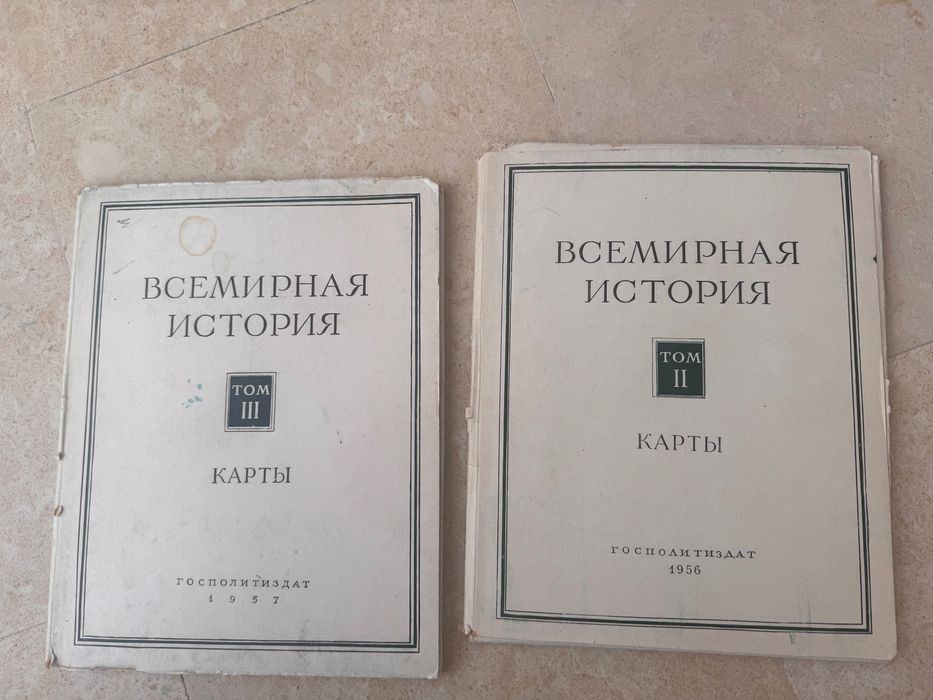 ВСЕМИРНАЯ
ИСТОРИЯ
ТОМ
III
КАРТЫ
ГОСПОЛИТИЗДАТ
1957
ВСЕМИРНАЯ
ИСТОРИЯ
ТОМ
II
КАРТЫ
ГОСПОЛИТИЗДАТ
1956